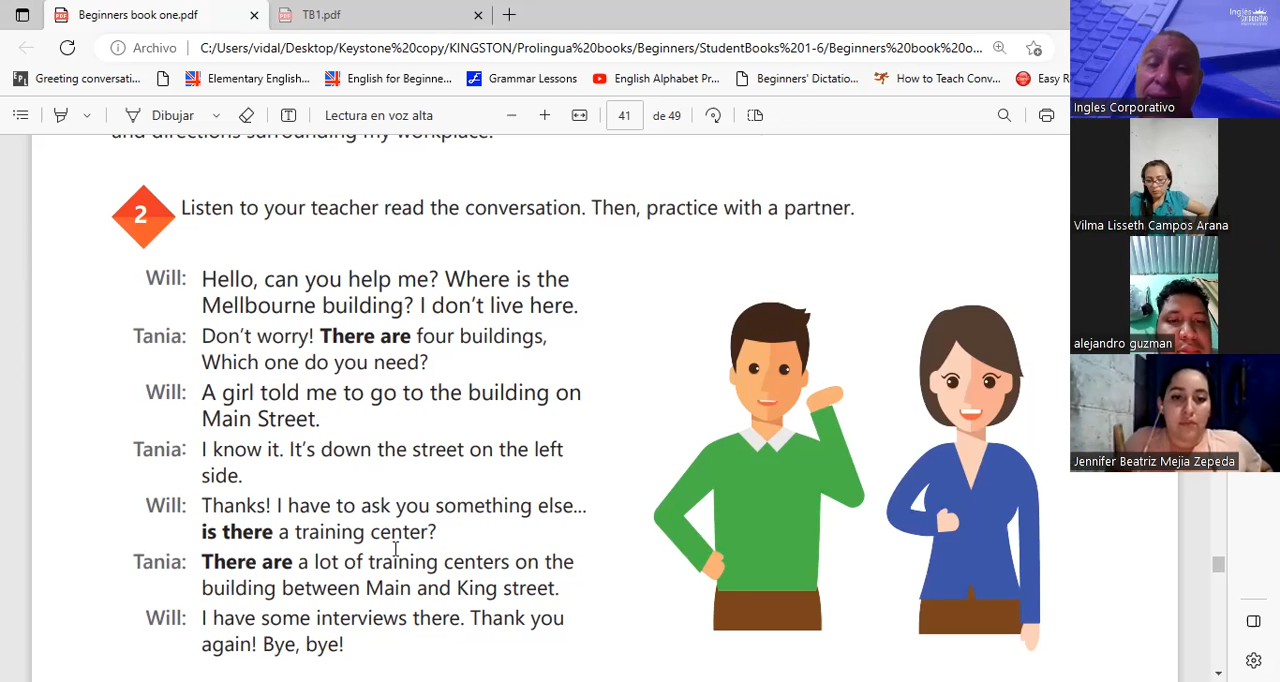 Beginners book one.pdf
TB1.pdf
Archivo
C:/Users/vidal/Desktop/Keystone%20copy/KINGSTON/Prolingua%20books/Beginners/StudentBooks%201-6/Beginners%20book%20o...
Greeting conversati...
Elementary English...
English for Beginne...
Grammar Lessons
English Alphabet Pr...
Beginners' Dictatio...
How to Teach Conv...
Easy R
Dibujar
Lectura en voz alta
41
de 49
and directions surrounding my workplace.
2
Listen to your teacher read the conversation. Then, practice with a partner.
Will: Hello, can you help me? Where is the
Mellbourne building? I don't live here.
Tania: Don't worry! There are four buildings,
Which one do you need?
Will: A girl told me to go to the building on
Main Street.
Tania: I know it. It's down the street on the left
side.
Will: Thanks! I have to ask you something else...
is there a training center?
Tania: There are a lot of training centers on the
building between Main and King street.
Will: I have some interviews there. Thank you
again! Bye, bye!
Ingles
Corporativo
Ingles Corporativo
Vilma Lisseth Campos Arana
alejandro guzman
Jennifer Beatriz Mejia Zepeda